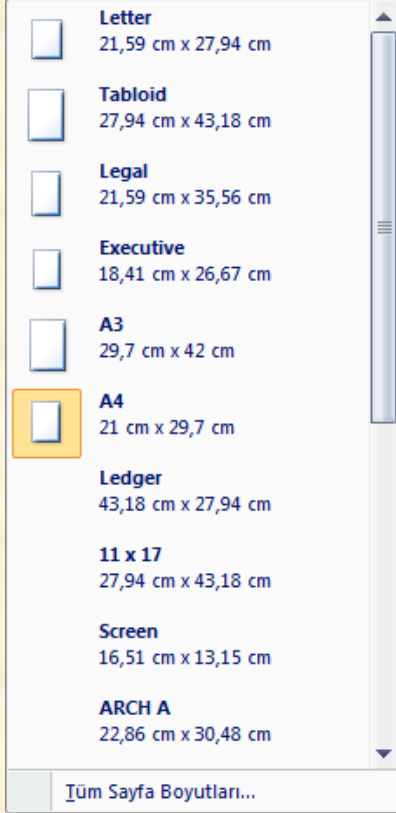 Letter
21,59 cm x 27,94 cm
Tabloid
27,94 cm x 43,18 cm
Legal
21,59 cm x 35,56 cm
Executive
18,41 cm x 26,67 cm
A3
29,7 cm x 42 cm
A4
21 cm x 29,7 cm
Ledger
43,18 cm x 27,94 cm
11 x 17
27,94 cm x 43,18 cm
Screen
16,51 cm x 13,15 cm
ARCH A
22,86 cm x 30,48 cm
Tüm Sayfa Boyutları...